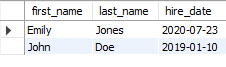 first_name last_name hire_date
Emily Jones 2020-07-23
John Doe 2019-01-10